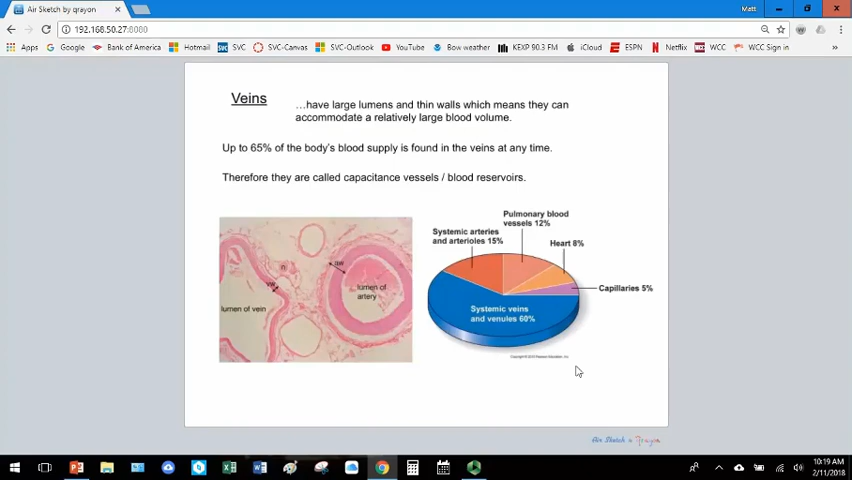 Air Sketch by qrayon
Matt
192.168.50.27:8080
Apps
Google
Bank of America
Hotmail
SVC
SVC-Canvas
SVC-Outlook
YouTube
Bow weather
KEXP 90.3 FM
iCloud
ESPN
Netflix
WCC
WCC Sign in
Veins
…have large lumens and thin walls which means they can
accommodate a relatively large blood volume.
Up to 65% of the body's blood supply is found in the veins at any time.
Therefore they are called capacitance vessels / blood reservoirs.
n
vw
aw
lumen of vein
lumen of
artery
Pulmonary blood
vessels 12%
Systemic arteries
and arterioles 15%
Heart 8%
Capillaries 5%
Systemic veins
and venules 60%
Air Sketch by Qrayon
10:19 AM
2/11/2018